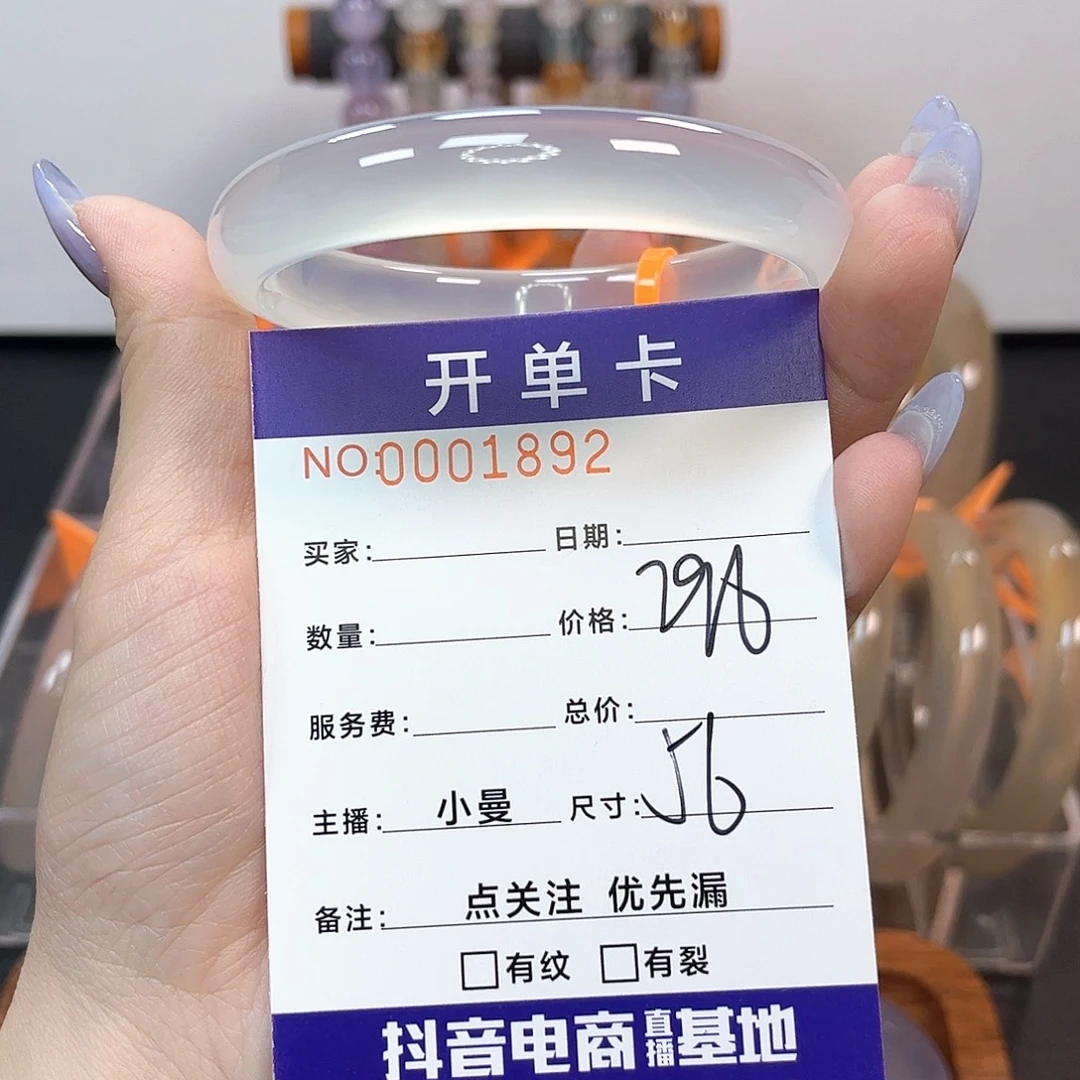 开单卡
NO:0001892
买家: 日期:
数量: 价格: 298
服务费: 总价:
主播: 小曼 尺寸: 56
备注: 点关注 优先漏
□有纹 □有裂
抖音电商直播基地